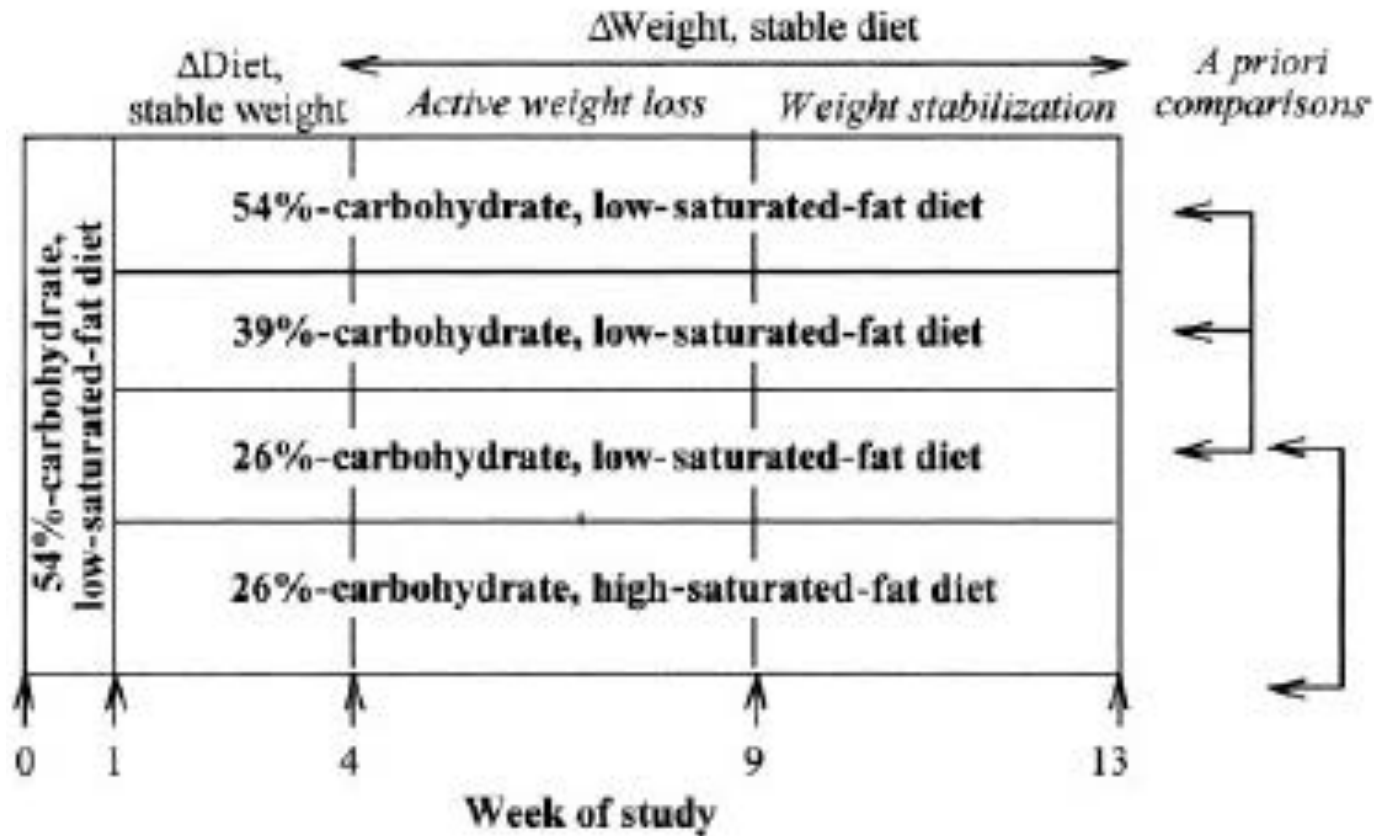 ΔWeight, stable diet
ΔDiet,
stable weight
Active weight loss
Weight stabilization
A priori
comparisons
54%-carbohydrate,
low-saturated-fat diet
54%-carbohydrate, low-saturated-fat diet
39%-carbohydrate, low-saturated-fat diet
26%-carbohydrate, low-saturated-fat diet
26%-carbohydrate, high-saturated-fat diet
0 1 4 9 13
Week of study